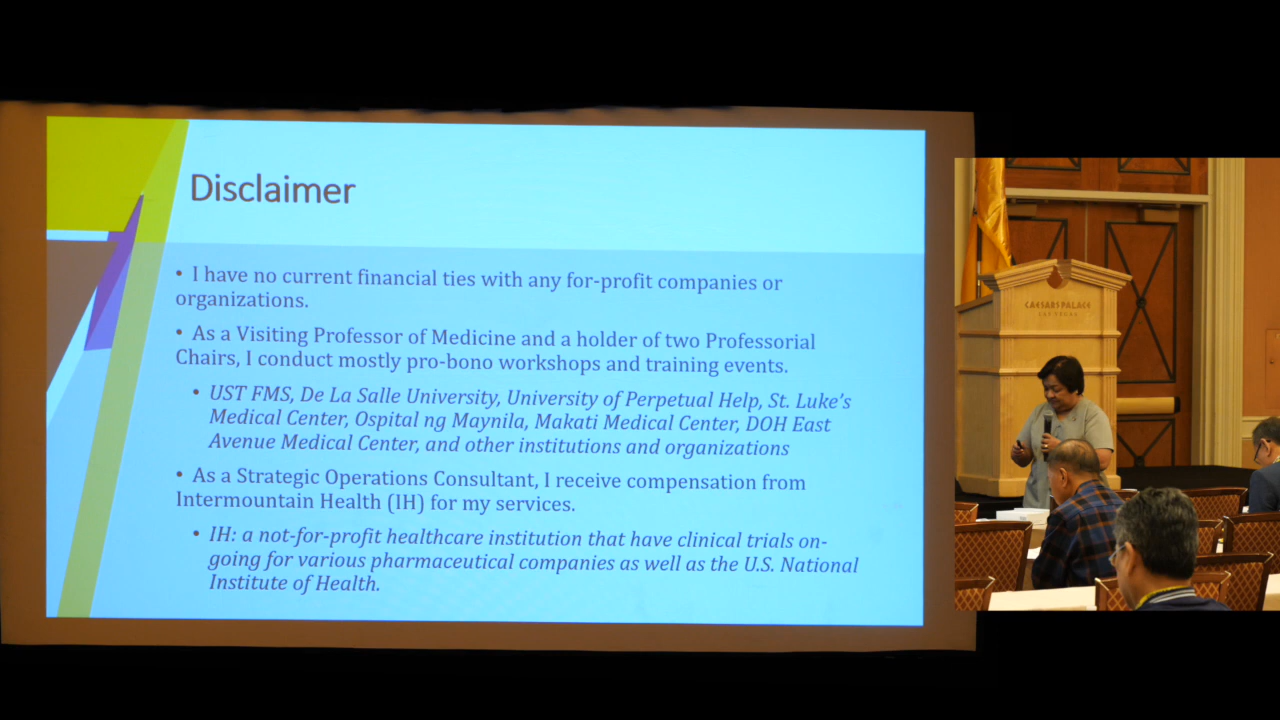 Disclaimer
• I have no current financial ties with any for-profit companies or
organizations.
• As a Visiting Professor of Medicine and a holder of two Professorial
Chairs, I conduct mostly pro-bono workshops and training events.
• UST FMS, De La Salle University, University of Perpetual Help, St. Luke's
Medical Center, Ospital ng Maynila, Makati Medical Center, DOH East
Avenue Medical Center, and other institutions and organizations
• As a Strategic Operations Consultant, I receive compensation from
Intermountain Health (IH) for my services.
• IH: a not-for-profit healthcare institution that have clinical trials on-
going for various pharmaceutical companies as well as the U.S. National
Institute of Health.
CAESARS PALACE
LAS VEGAS